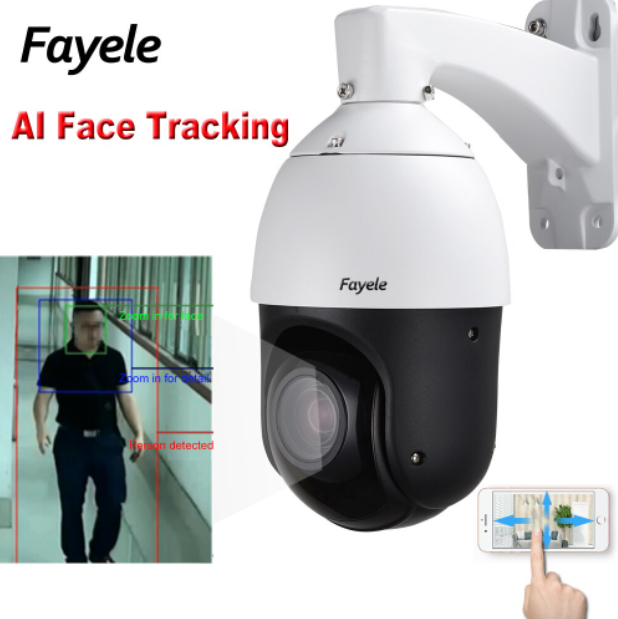 Fayele
AI Face Tracking
Fayele
Zoom in for face
Zoom in for detail
Person detected